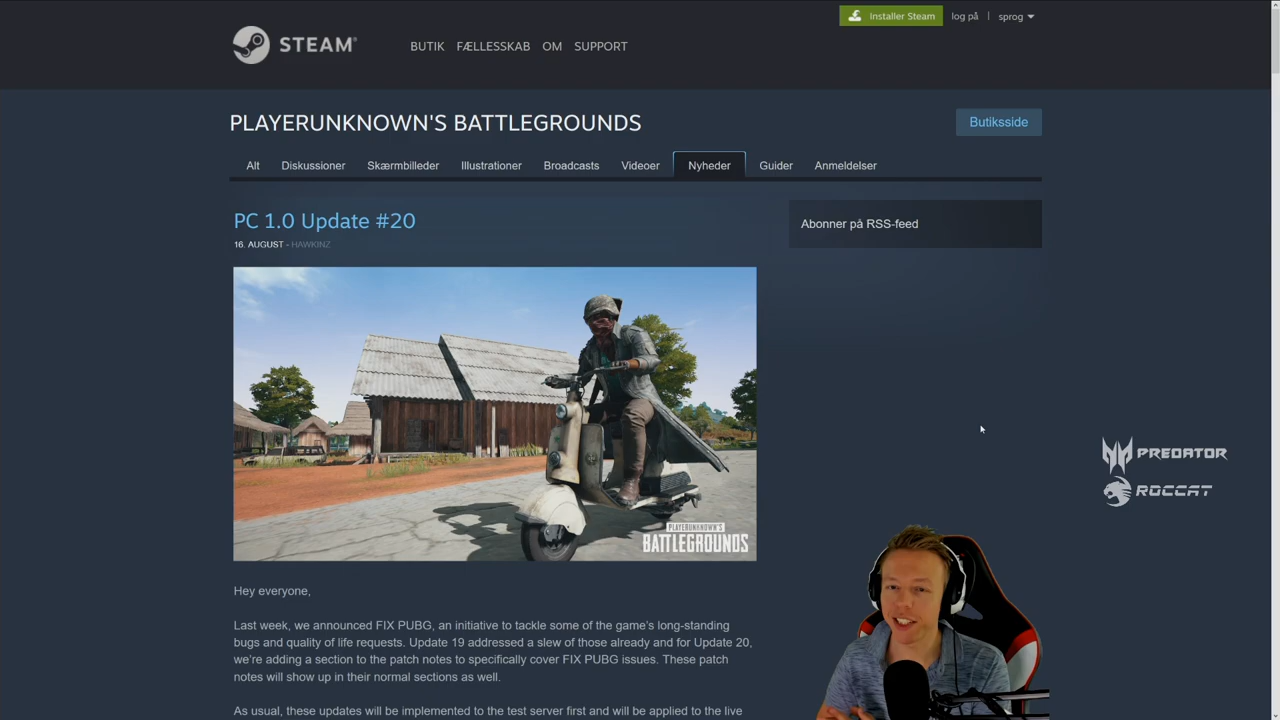 Installer Steam
log på | sprog
STEAM
BUTIK FÆLLESSKAB OM SUPPORT
PLAYERUNKNOWN'S BATTLEGROUNDS
Butiksside
Alt Diskussioner Skærmbilleder Illustrationer Broadcasts Videoer Nyheder Guider Anmeldelser
PC 1.0 Update #20
16. AUGUST - HAWKINZ
Abonner på RSS-feed
PLAYERUNKNOWN'S
BATTLEGROUNDS
PREDATOR
ROCCAT
Hey everyone,
Last week, we announced FIX PUBG, an initiative to tackle some of the game's long-standing
bugs and quality of life requests. Update 19 addressed a slew of those already and for Update 20,
we're adding a section to the patch notes to specifically cover FIX PUBG issues. These patch
notes will show up in their normal sections as well.
As usual, these updates will be implemented to the test server first and will be applied to the live